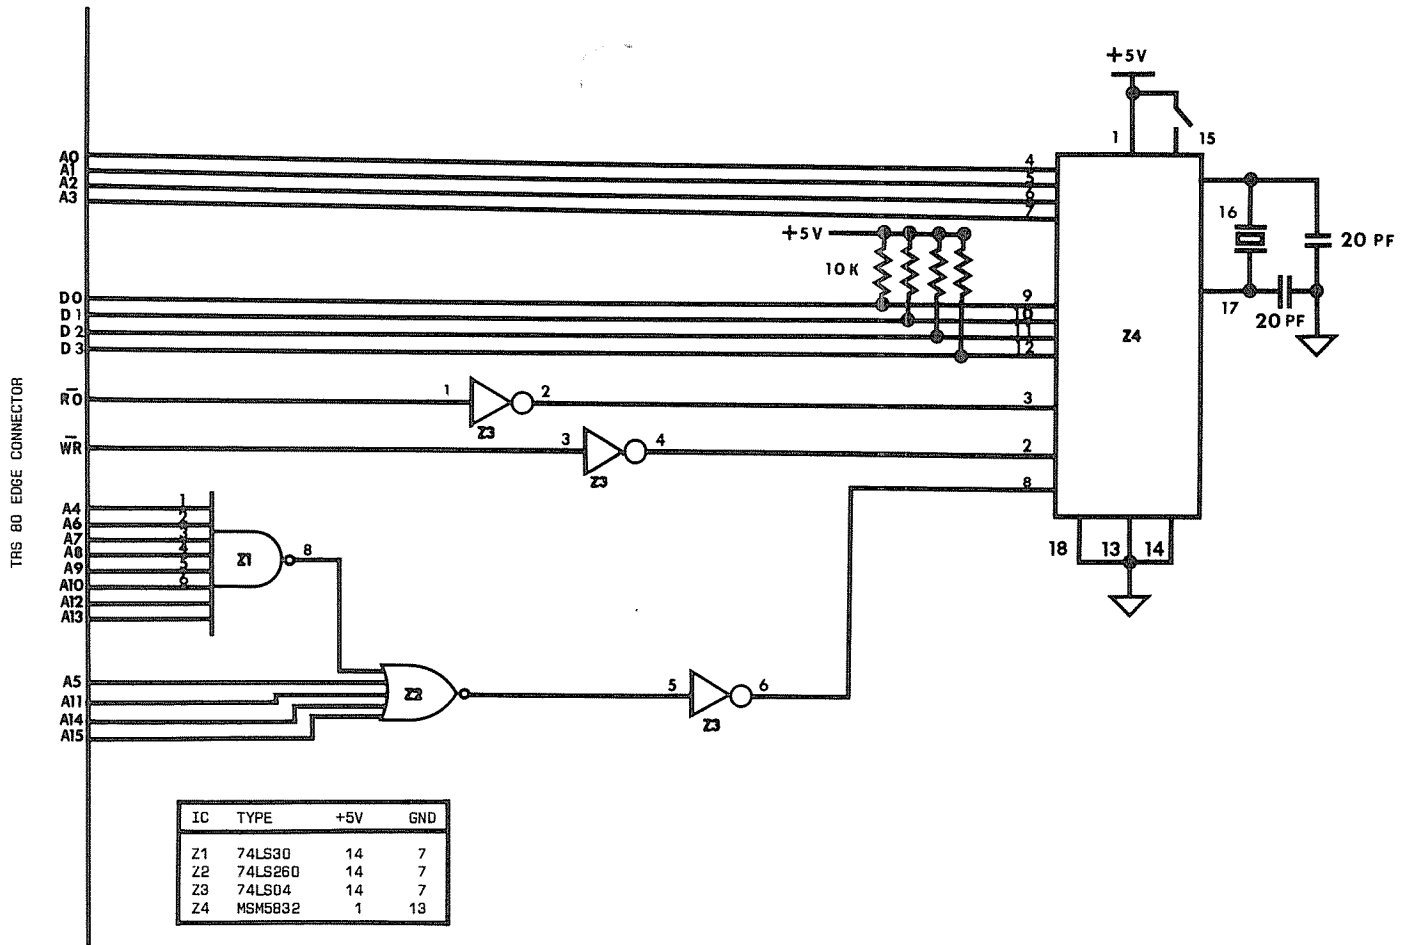 +5V
1 15
A0 4
A1 5
A2 6
A3 7
+5V
16
20 PF
10K
D0 9
D1 10
D2 11
D3 12
17
20 PF
Z4
RO 1 2 3
Z3
WR 3 4 2
Z3
8
TRS 80 EDGE CONNECTOR
A4 1
A6 2
A7 3
A8 4
A9 5
A10 6
A12
A13
Z1
8
18 13 14
A5
A11
A14
A15
Z2
5 6
Z3
IC TYPE +5V GND
Z1 74LS30 14 7
Z2 74LS260 14 7
Z3 74LS04 14 7
Z4 MSM5832 1 13